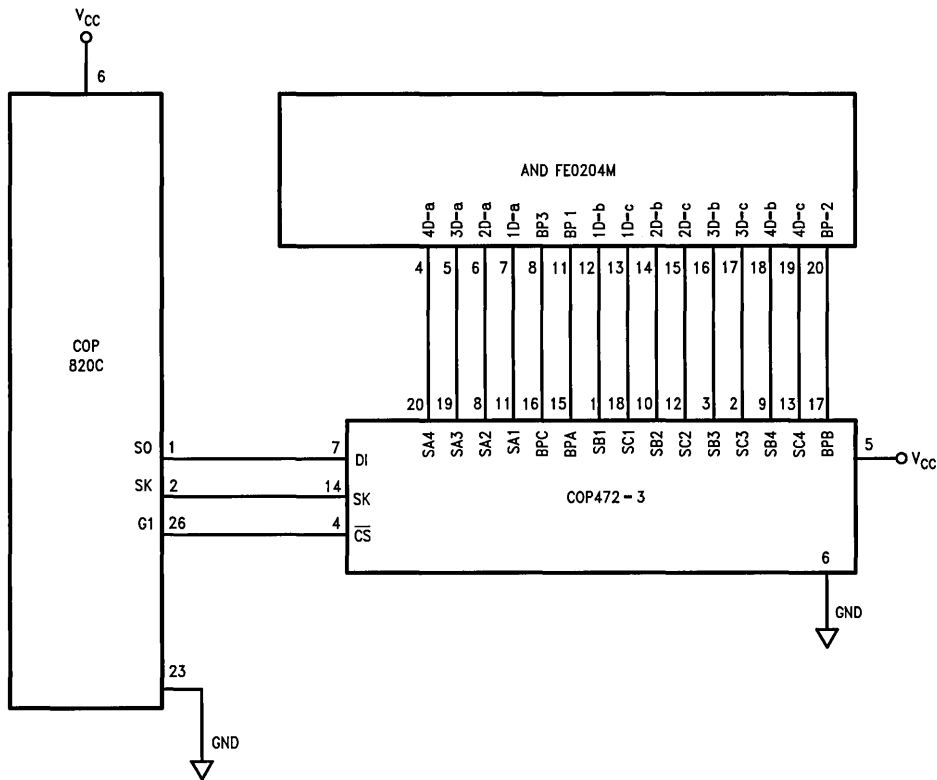 VCC
6
AND FE0204M
4D-a 3D-a 2D-a 1D-a BP3 BP1 1D-b 1D-c 2D-b 2D-c 3D-b 3D-c 4D-b 4D-c BP-2
4 5 6 7 8 11 12 13 14 15 16 17 18 19 20
COP
820C
20 19 8 11 16 15 1 18 10 12 3 2 9 13 17
SA4 SA3 SA2 SA1 BPC BPA SB1 SC1 SB2 SC2 SB3 SC3 SB4 SC4 BPB
SO 1 7 DI
5 VCC
SK 2 14 SK
COP472-3
G1 26 4 CS
6
GND
23
GND